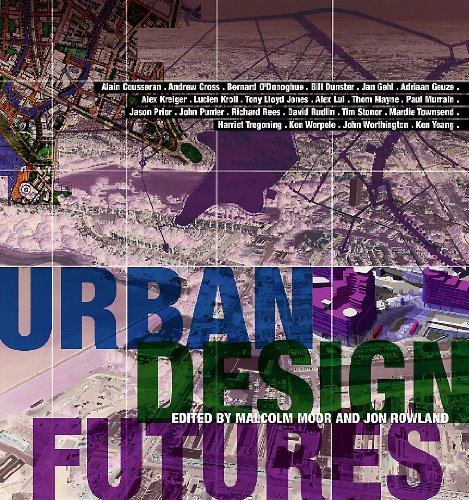 Alain Cousseran . Andrew Cross . Bernard O'Donoghue . Bill Dunster . Jan Gehl . Adriaan Geuze .
Alex Kreiger . Lucien Kroll . Tony Lloyd Jones . Alex Lui . Thom Mayne . Paul Murrain .
Jason Prior . John Punter . Richard Rees . David Rudlin . Tim Stonor . Mardie Townsend .
Harriet Tregoning . Ken Worpole . John Worthington . Ken Yeang .
URBAN
DESIGN
EDITED BY MALCOLM MOOR AND JON ROWLAND
FUTURES